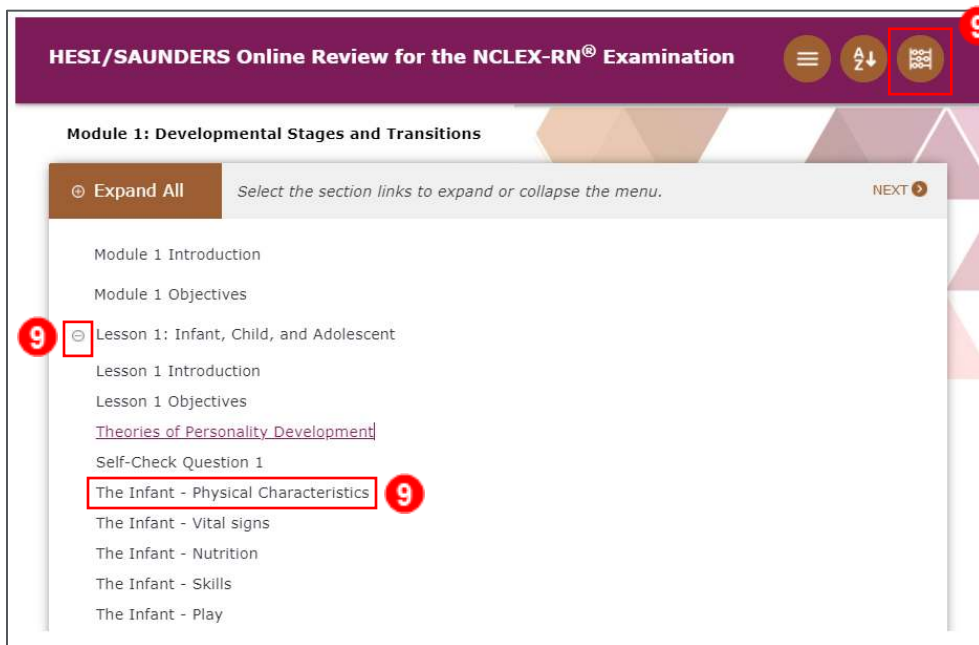 9
HESI/SAUNDERS Online Review for the NCLEX-RN® Examination
A Z
Module 1: Developmental Stages and Transitions
Expand All Select the section links to expand or collapse the menu. NEXT
Module 1 Introduction
Module 1 Objectives
9 Lesson 1: Infant, Child, and Adolescent
Lesson 1 Introduction
Lesson 1 Objectives
Theories of Personality Development
Self-Check Question 1
The Infant - Physical Characteristics 9
The Infant - Vital signs
The Infant - Nutrition
The Infant - Skills
The Infant - Play